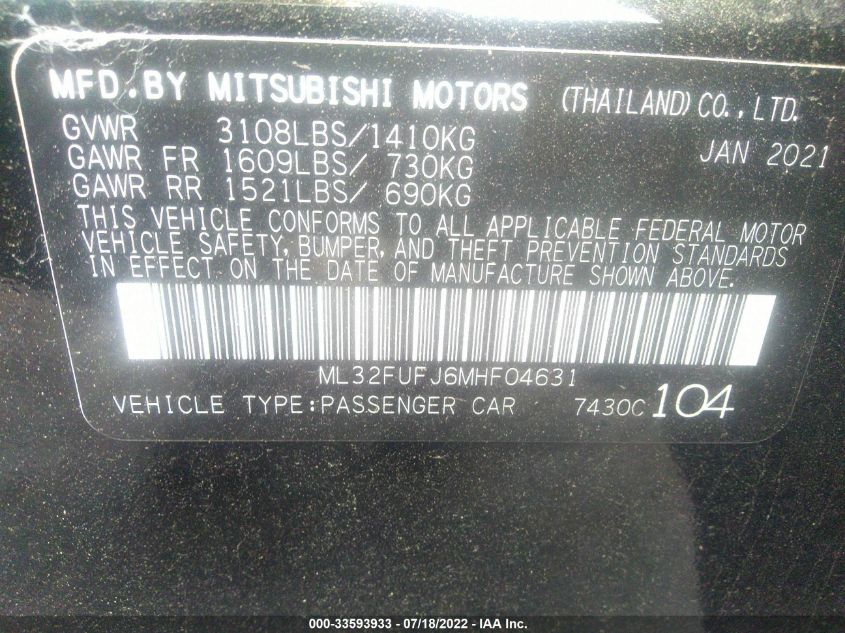 MFD.BY MITSUBISHI MOTORS (THAILAND) CO., LTD.
GVWR 3108LBS/1410KG JAN 2021
GAWR FR 1609LBS/ 730KG
GAWR RR 1521LBS/ 690KG
THIS VEHICLE CONFORMS TO ALL APPLICABLE FEDERAL MOTOR
VEHICLE SAFETY, BUMPER, AND THEFT PREVENTION STANDARDS
IN EFFECT ON THE DATE OF MANUFACTURE SHOWN ABOVE.
ML32FUFJ6MHF04631
VEHICLE TYPE:PASSENGER CAR 7430C 104
000-33593933 - 07/18/2022 - IAA Inc.